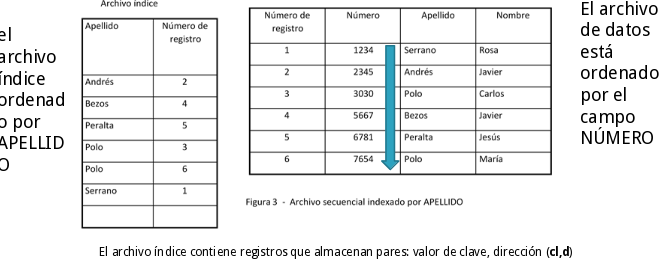 Archivo índice
el
archivo
índice
ordenad
o por
APELLID
O
Apellido Número de
registro
Andrés 2
Bezos 4
Peralta 5
Polo 3
Polo 6
Serrano 1
Número de
registro Número Apellido Nombre
1 1234 Serrano Rosa
2 2345 Andrés Javier
3 3030 Polo Carlos
4 5667 Bezos Javier
5 6781 Peralta Jesús
6 7654 Polo María
Figura 3 - Archivo secuencial indexado por APELLIDO
El archivo
de datos
está
ordenado
por el
campo
NÚMERO
El archivo índice contiene registros que almacenan pares: valor de clave, dirección (cl,d)